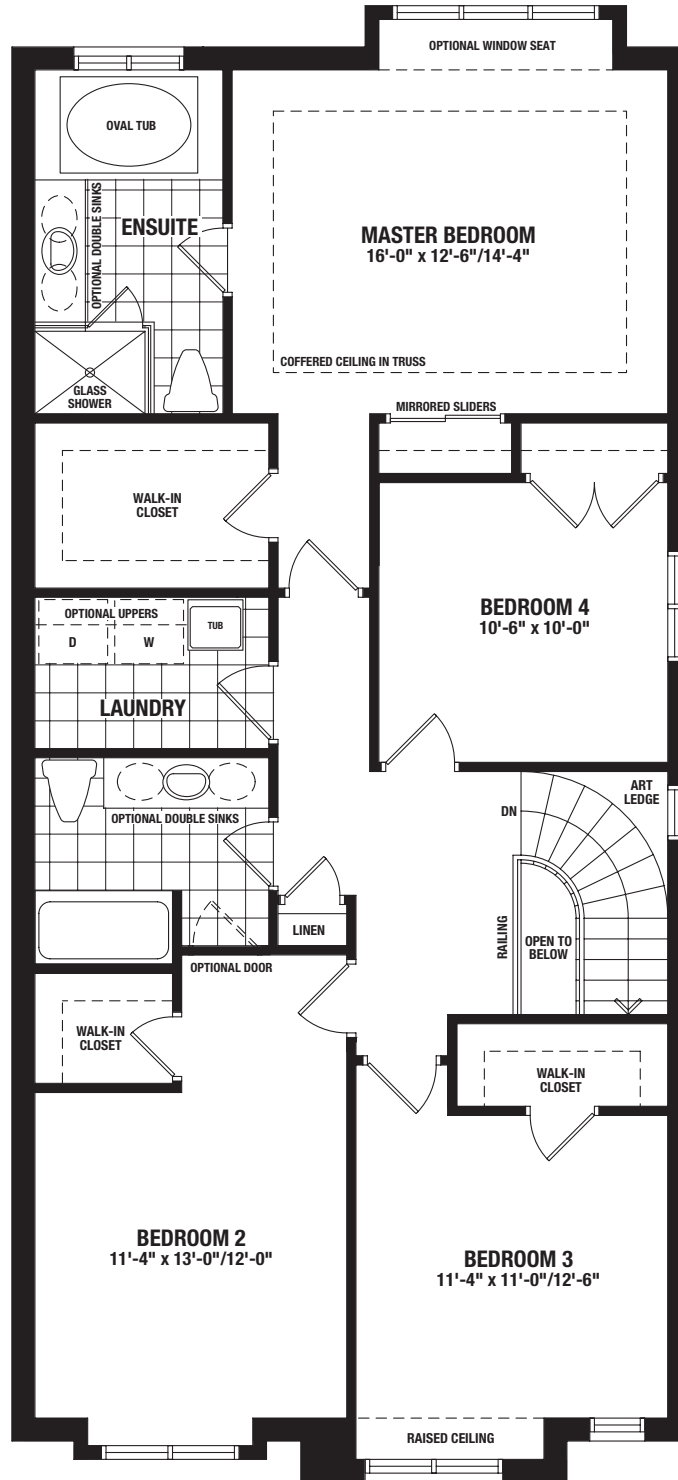 OPTIONAL WINDOW SEAT
OVAL TUB
OPTIONAL DOUBLE SINKS
ENSUITE
MASTER BEDROOM
16'-0" x 12'-6"/14'-4"
COFFERED CEILING IN TRUSS
GLASS
SHOWER
MIRRORED SLIDERS
WALK-IN
CLOSET
BEDROOM 4
10'-6" x 10'-0"
OPTIONAL UPPERS
D
W
TUB
LAUNDRY
ART
LEDGE
DN
OPTIONAL DOUBLE SINKS
RAILING
OPEN TO
BELOW
LINEN
OPTIONAL DOOR
WALK-IN
CLOSET
WALK-IN
CLOSET
BEDROOM 2
11'-4" x 13'-0"/12'-0"
BEDROOM 3
11'-4" x 11'-0"/12'-6"
RAISED CEILING